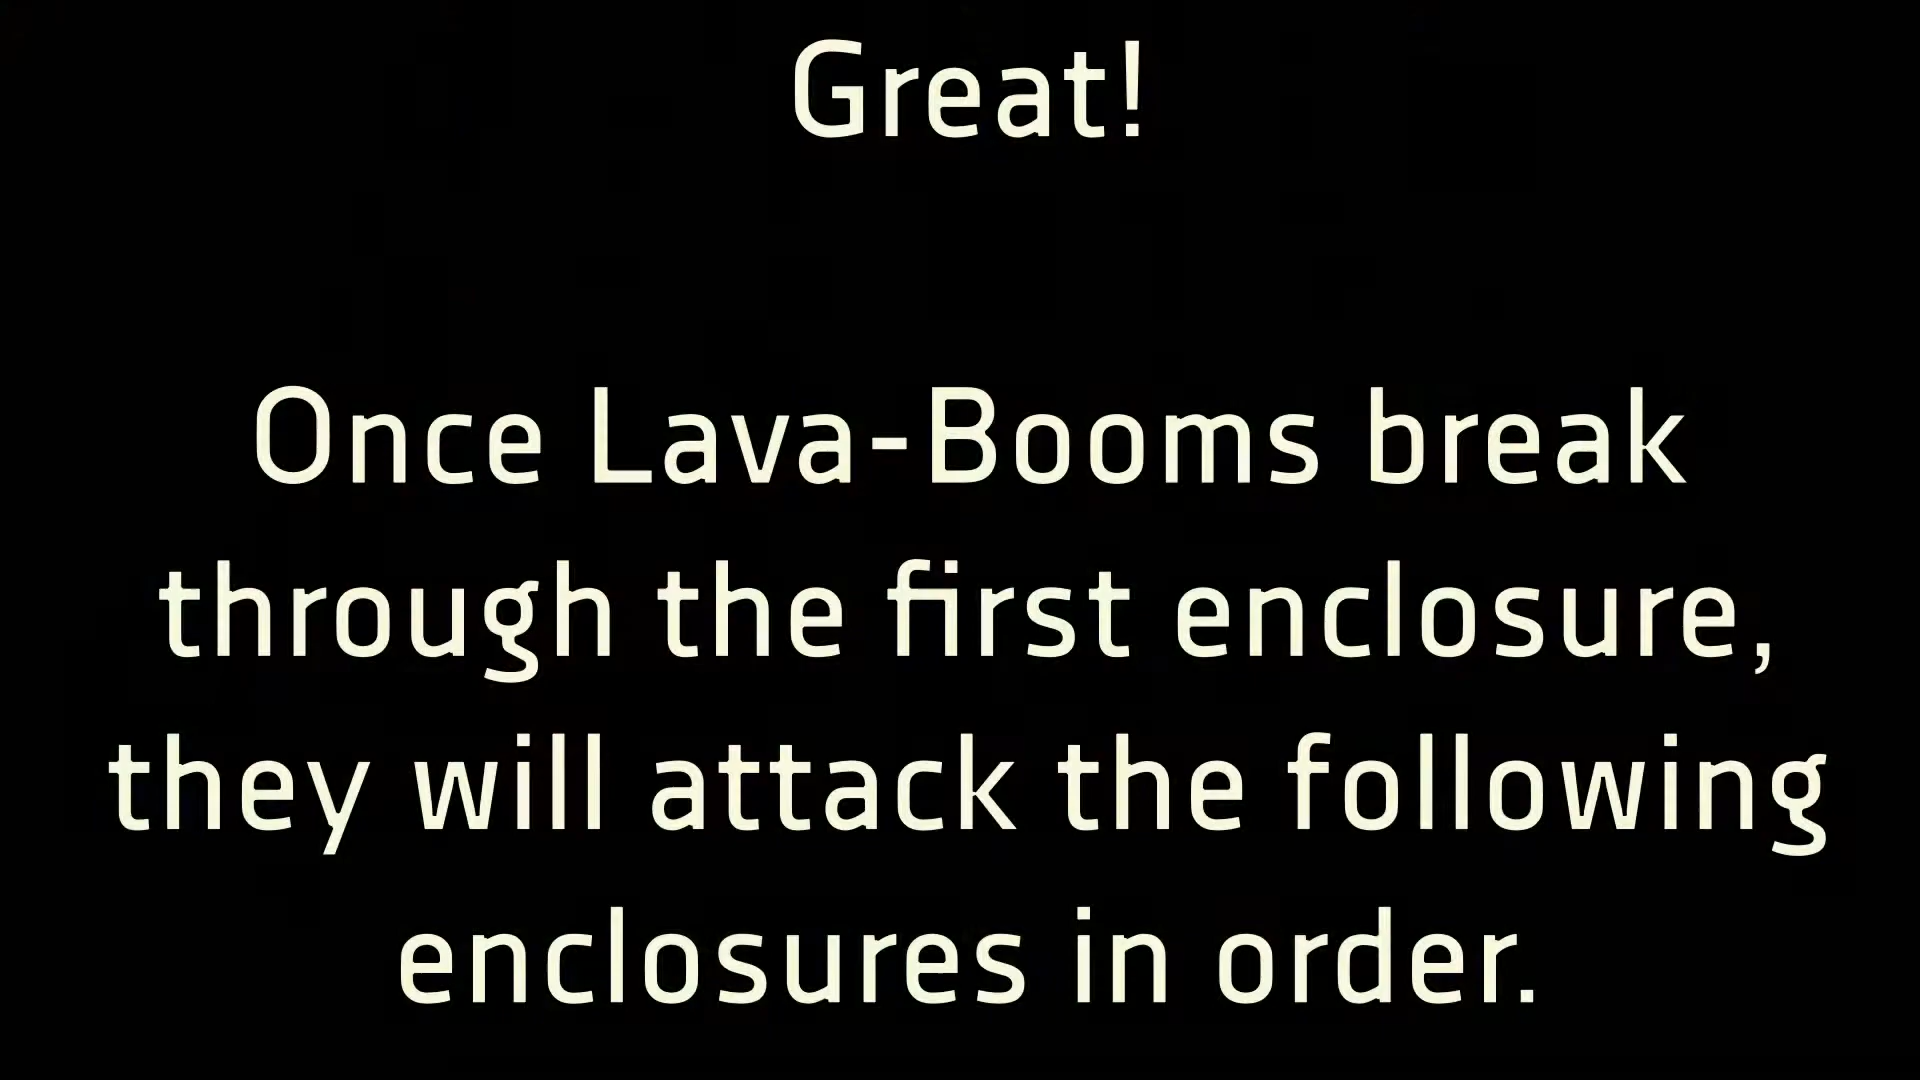 Great!
Once Lava-Booms break
through the first enclosure,
they will attack the following
enclosures in order.